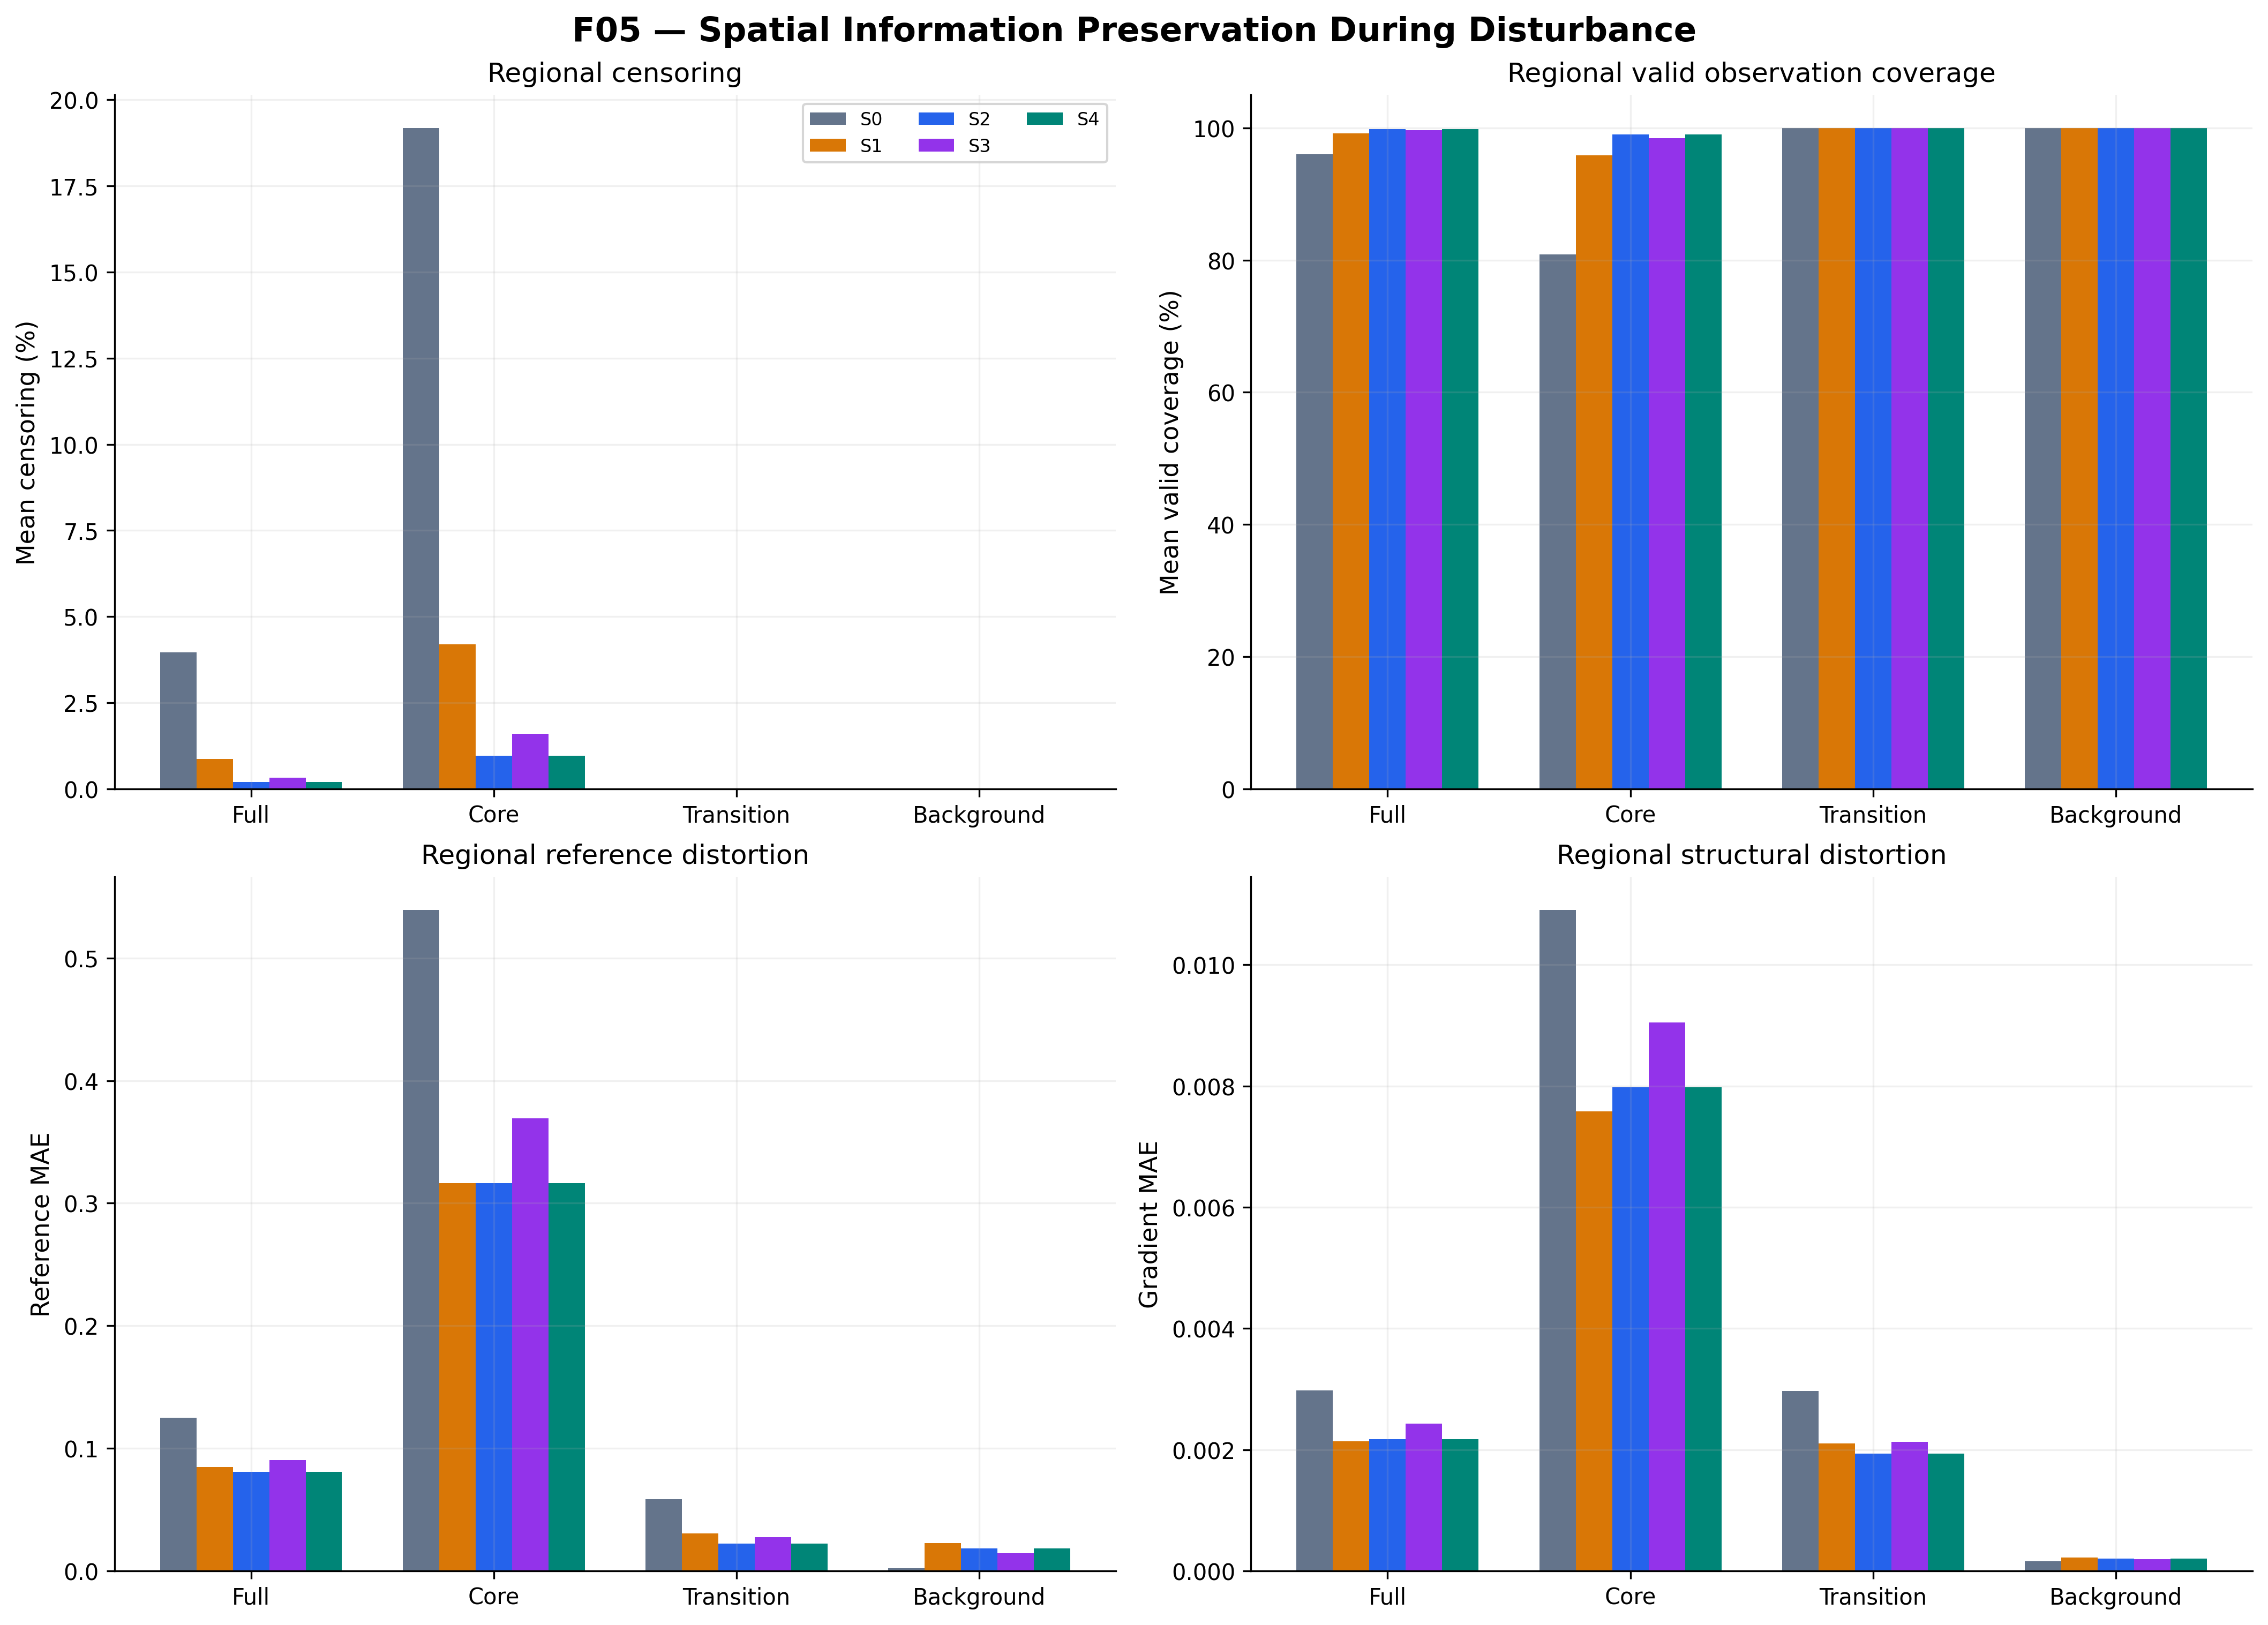 F05 — Spatial Information Preservation During Disturbance
Regional censoring
Mean censoring (%)
20.0
17.5
15.0
12.5
10.0
7.5
5.0
2.5
0.0
S0 S2 S4
S1 S3
Full Core Transition Background
Regional valid observation coverage
Mean valid coverage (%)
100
80
60
40
20
0
Full Core Transition Background
Regional reference distortion
Reference MAE
0.5
0.4
0.3
0.2
0.1
0.0
Full Core Transition Background
Regional structural distortion
Gradient MAE
0.010
0.008
0.006
0.004
0.002
0.000
Full Core Transition Background